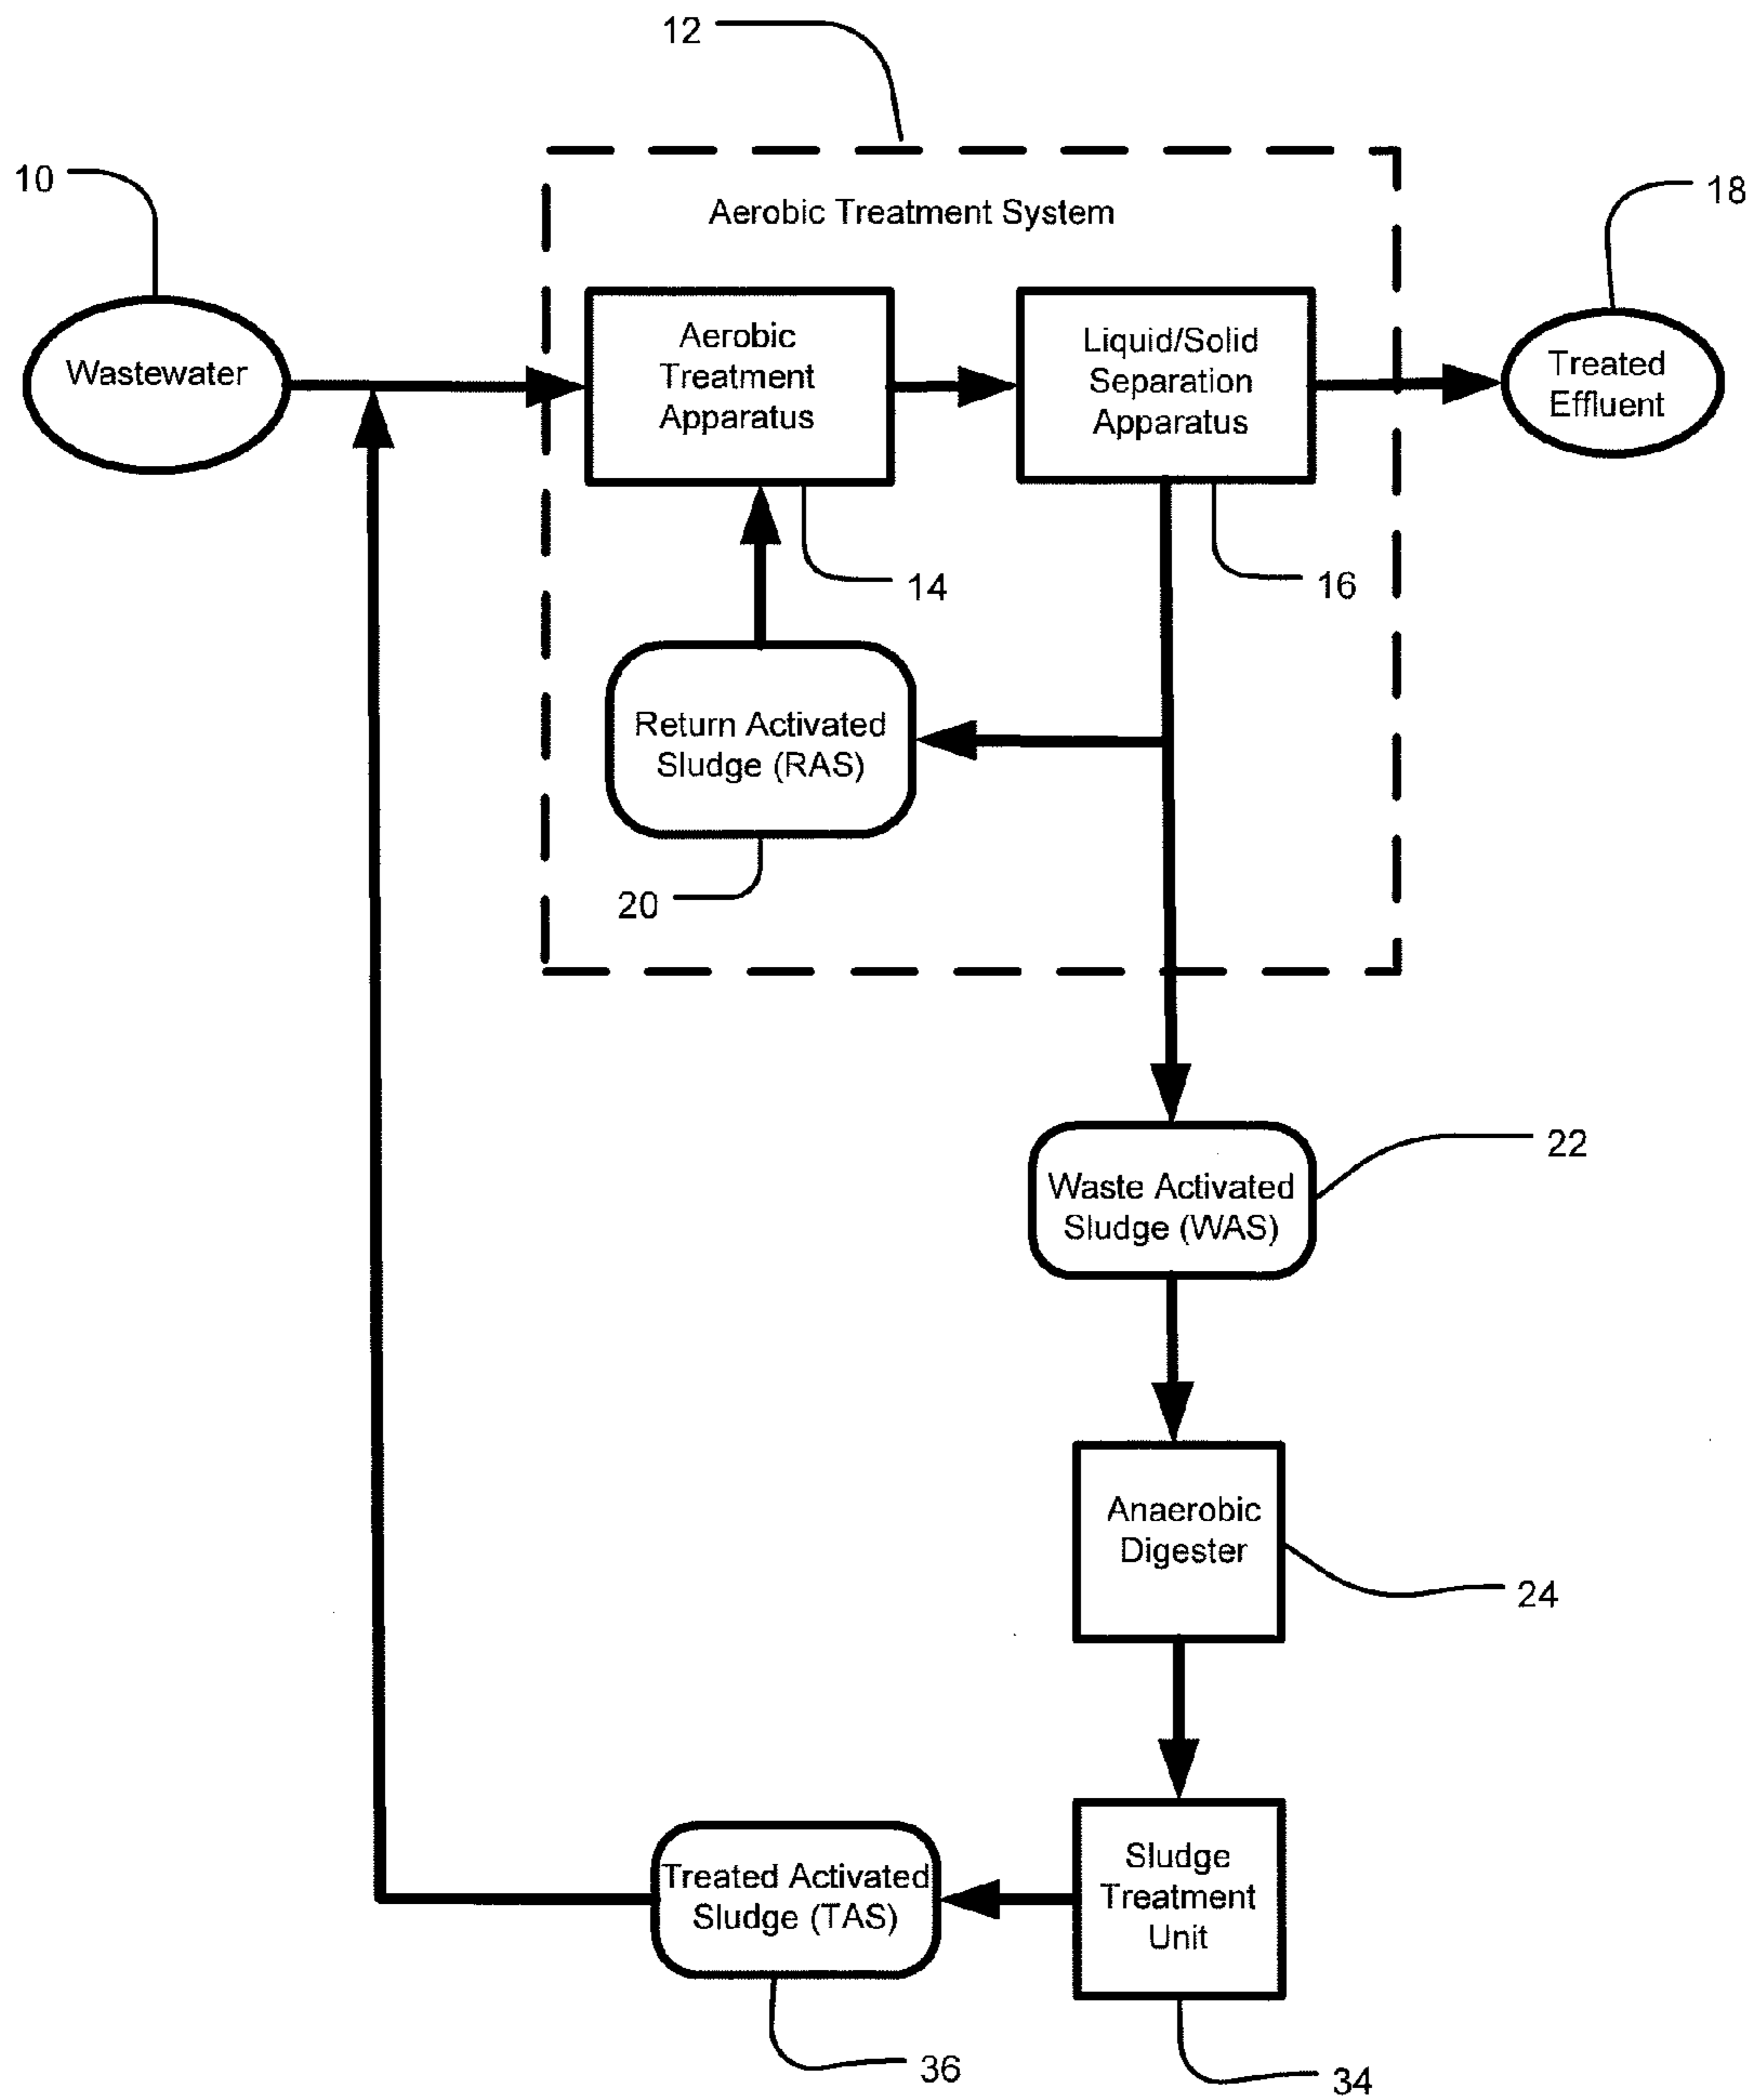 12
10
18
Aerobic Treatment System
Wastewater
Aerobic
Treatment
Apparatus
Liquid/Solid
Separation
Apparatus
Treated
Effluent
14
16
Return Activated
Sludge (RAS)
20
22
Waste Activated
Sludge (WAS)
Anaerobic
Digester
24
Sludge
Treatment
Unit
Treated Activated
Sludge (TAS)
36
34